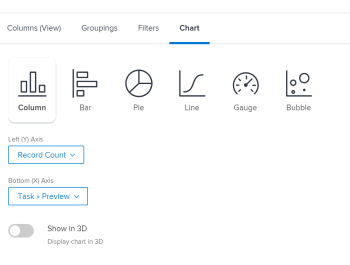 Columns (View) Groupings Filters Chart
Column Bar Pie Line Gauge Bubble
Left (Y) Axis
Record Count
Bottom (X) Axis
Task » Preview
Show in 3D
Display chart in 3D